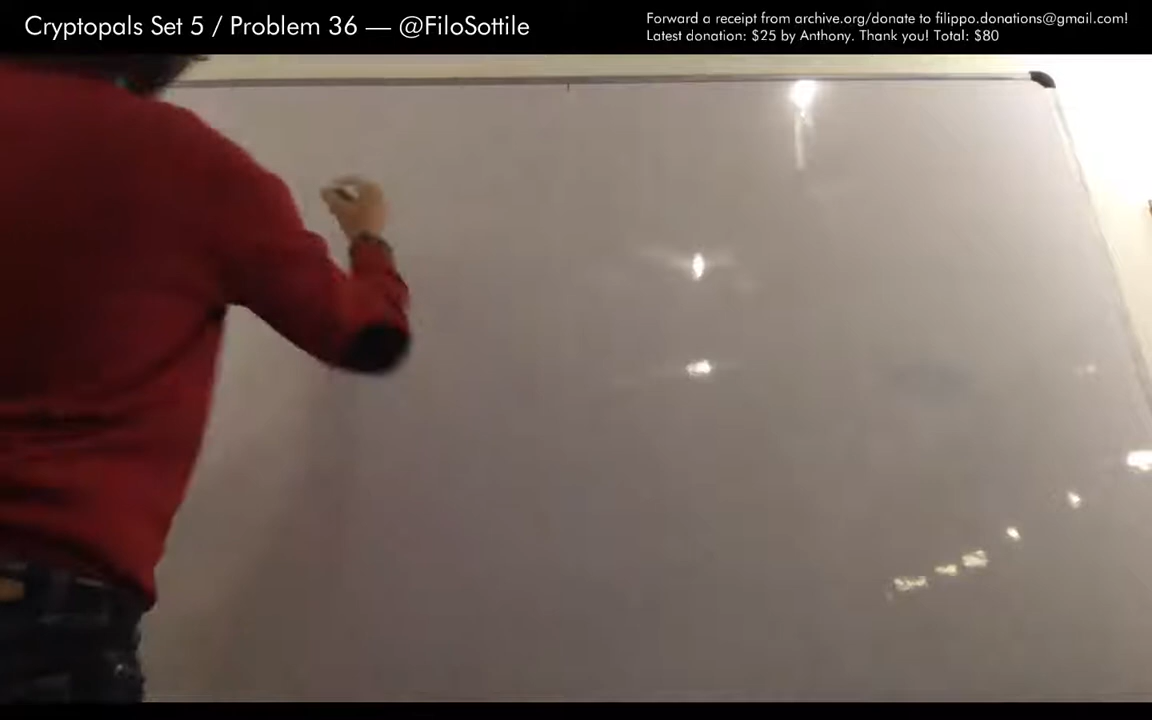 Cryptopals Set 5 / Problem 36 — @FiloSottile
Forward a receipt from archive.org/donate to filippo.donations@gmail.com!
Latest donation: $25 by Anthony. Thank you! Total: $80